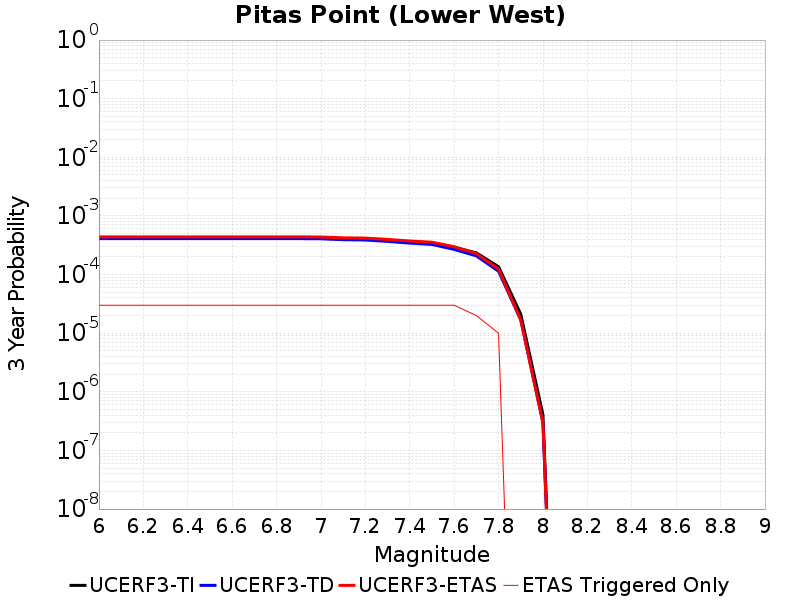 Pitas Point (Lower West)
3 Year Probability
10^0
10^-1
10^-2
10^-3
10^-4
10^-5
10^-6
10^-7
10^-8
6 6.2 6.4 6.6 6.8 7 7.2 7.4 7.6 7.8 8 8.2 8.4 8.6 8.8 9
Magnitude
UCERF3-TI UCERF3-TD UCERF3-ETAS ETAS Triggered Only